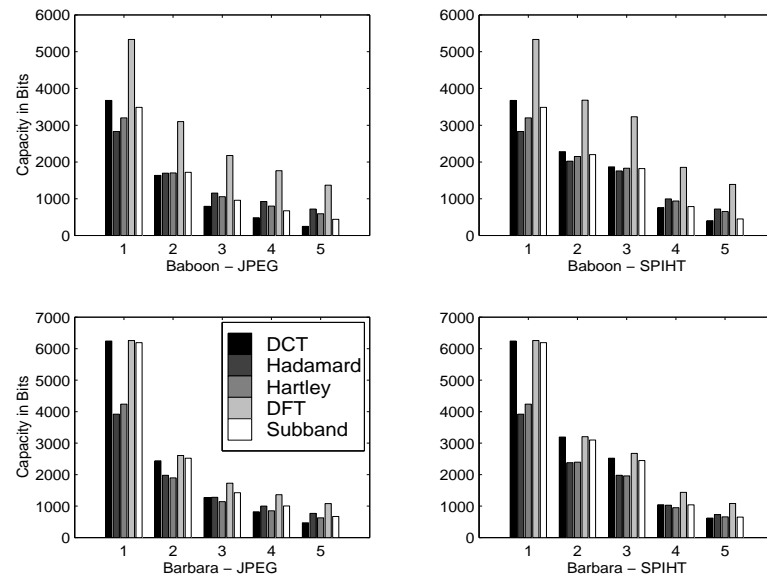 6000
5000
4000
3000
2000
1000
0
Capacity in Bits
1 2 3 4 5
Baboon − JPEG
6000
5000
4000
3000
2000
1000
0
1 2 3 4 5
Baboon − SPIHT
7000
6000
5000
4000
3000
2000
1000
0
Capacity in Bits
DCT
Hadamard
Hartley
DFT
Subband
1 2 3 4 5
Barbara − JPEG
7000
6000
5000
4000
3000
2000
1000
0
1 2 3 4 5
Barbara − SPIHT